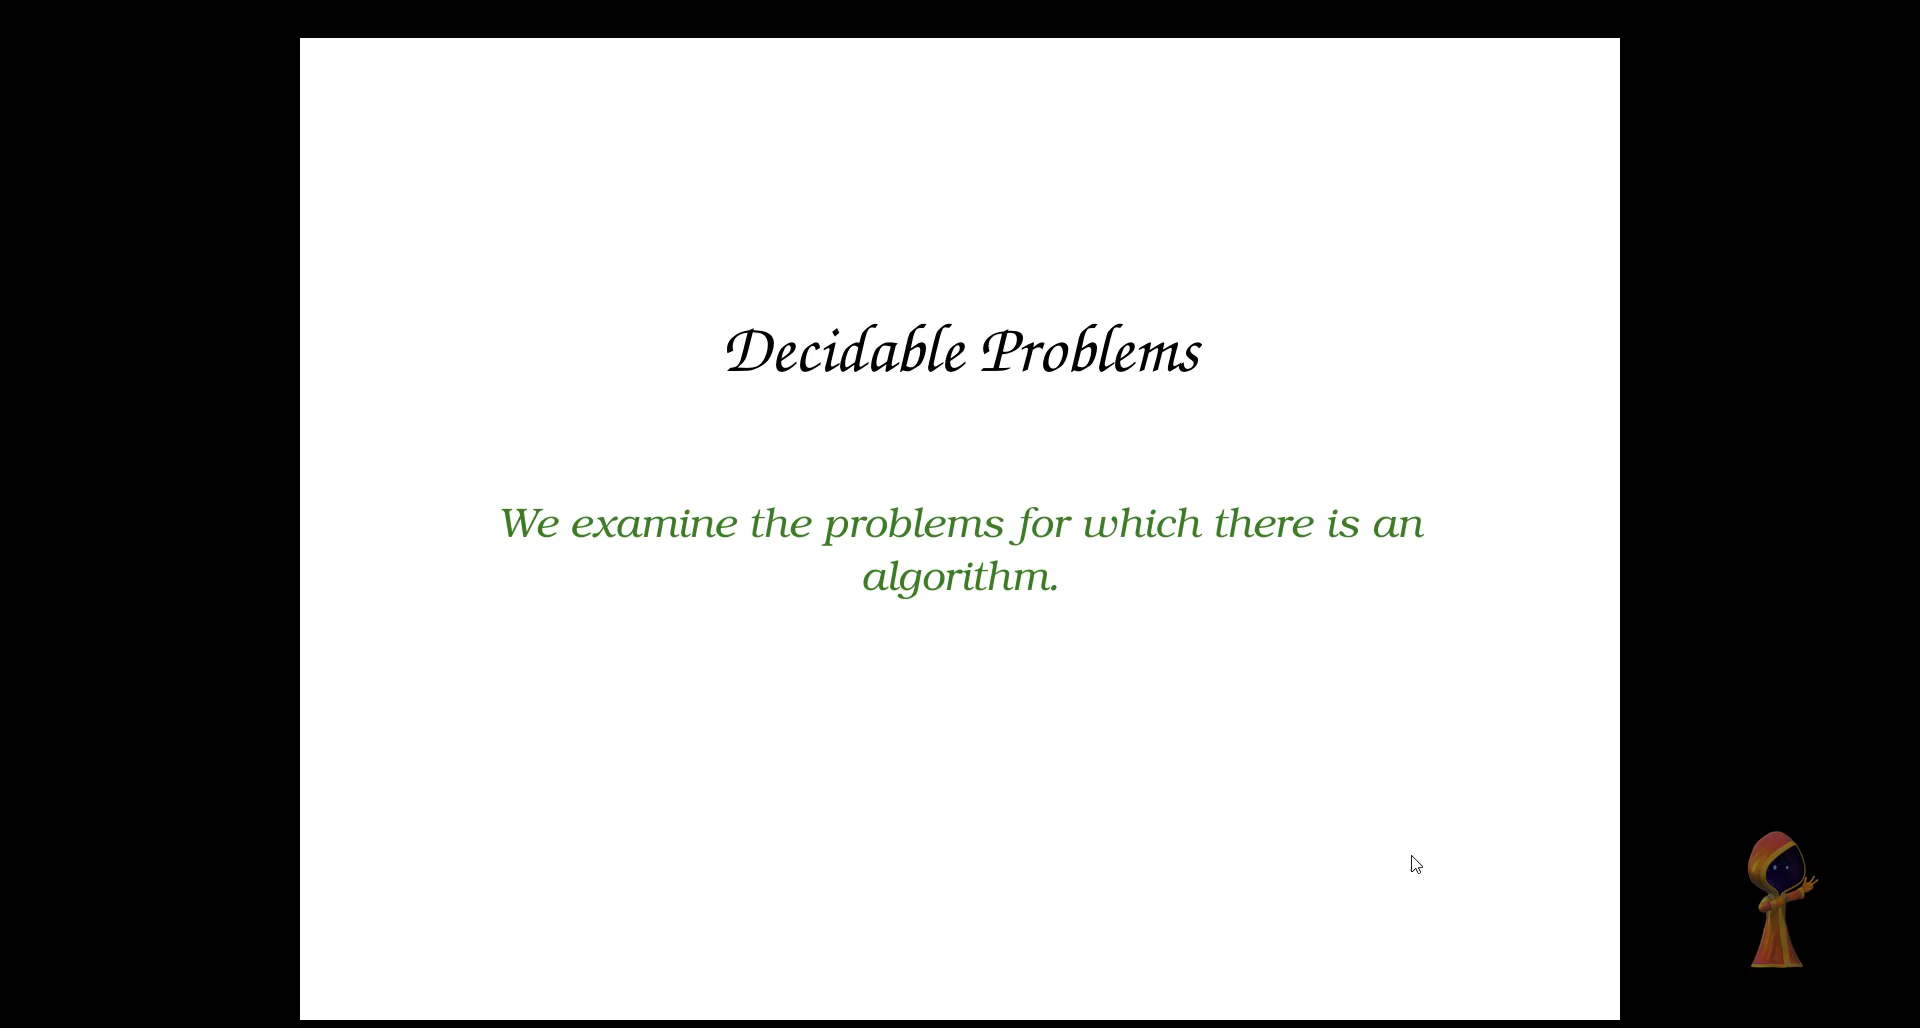 Decidable Problems
We examine the problems for which there is an
algorithm.